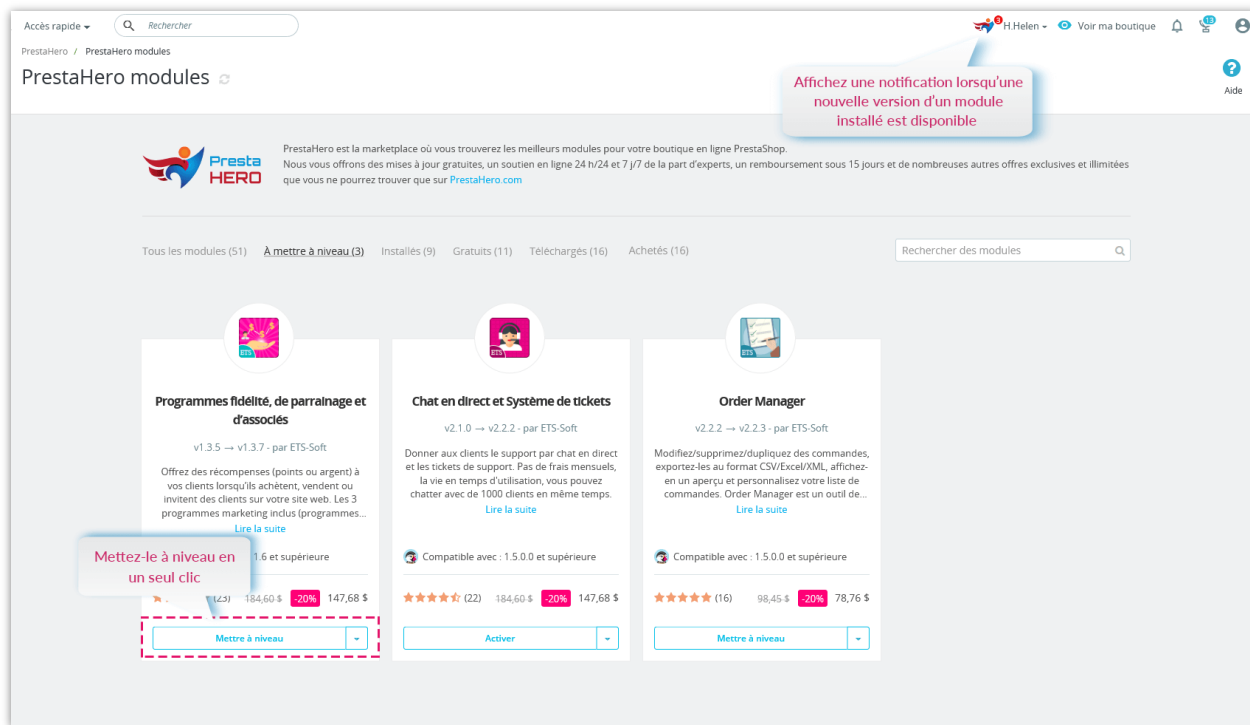 Accès rapide
Rechercher
3
H.Helen
Voir ma boutique
13
PrestaHero / PrestaHero modules
PrestaHero modules
Aide
Affichez une notification lorsqu'une
nouvelle version d'un module
installé est disponible
Presta
HERO
PrestaHero est la marketplace où vous trouverez les meilleurs modules pour votre boutique en ligne PrestaShop.
Nous vous offrons des mises à jour gratuites, un soutien en ligne 24 h/24 et 7 j/7 de la part d'experts, un remboursement sous 15 jours et de nombreuses autres offres exclusives et illimitées
que vous ne pourrez trouver que sur PrestaHero.com
Tous les modules (51) À mettre à niveau (3) Installés (9) Gratuits (11) Téléchargés (16) Achetés (16)
Rechercher des modules
ETS
Programmes fidélité, de parrainage et
d'associés
v1.3.5 → v1.3.7 - par ETS-Soft
Offrez des récompenses (points ou argent) à
vos clients lorsqu'ils achètent, vendent ou
invitent des clients sur votre site web. Les 3
programmes marketing inclus (programmes...
Lire la suite
1.6 et supérieure
(23) 184,60 $ -20% 147,68 $
Mettre à niveau
Mettez-le à niveau en
un seul clic
ETS
Chat en direct et Système de tickets
v2.1.0 → v2.2.2 - par ETS-Soft
Donner aux clients le support par chat en direct
et les tickets de support. Pas de frais mensuels,
la vie en temps d'utilisation, vous pouvez
chatter avec de 1000 clients en même temps.
Lire la suite
Compatible avec : 1.5.0.0 et supérieure
(22) 184,60 $ -20% 147,68 $
Activer
ETS
Order Manager
v2.2.2 → v2.2.3 - par ETS-Soft
Modifiez/supprimez/dupliquez des commandes,
exportez-les au format CSV/Excel/XML, affichez-
en un aperçu et personnalisez votre liste de
commandes. Order Manager est un outil de...
Lire la suite
Compatible avec : 1.5.0.0 et supérieure
(16) 98,45 $ -20% 78,76 $
Mettre à niveau